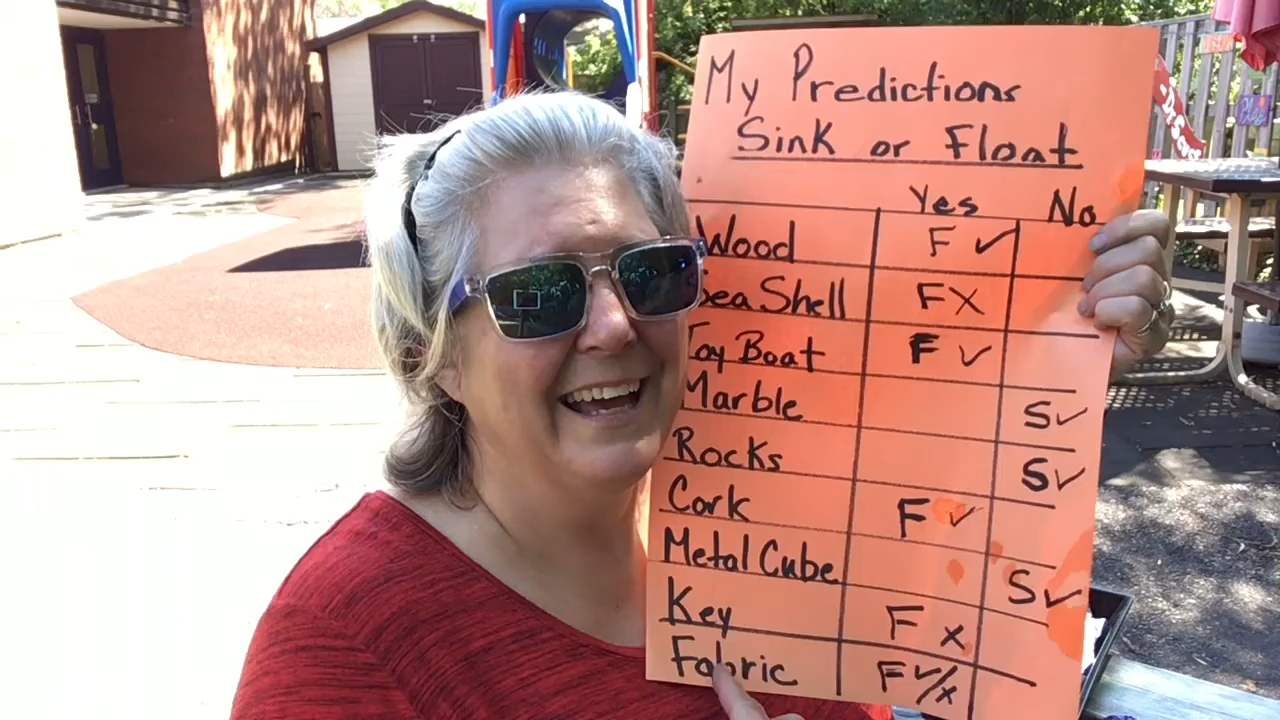 My Predictions
Sink or Float
Yes No
Wood F ✓
Sea Shell F X
Toy Boat F ✓
Marble S ✓
Rocks S ✓
Cork F ✓
Metal Cube S ✓
Key F x
Fabric F ✓/x